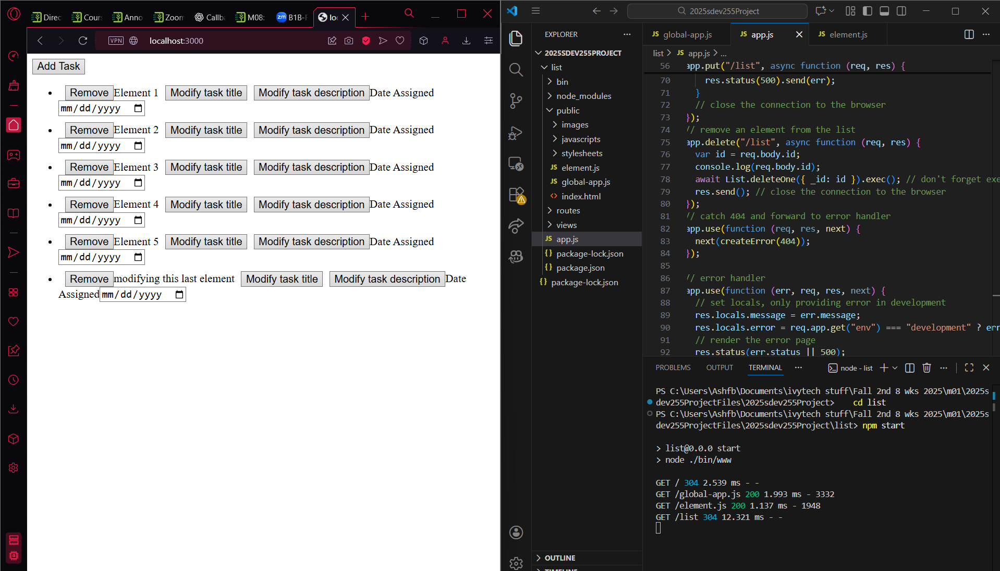 Direc
Cours
Anno
Zoom
Callba
M08:
zm B1B-F
loc
VPN localhost:3000
Add Task
Remove Element 1 Modify task title Modify task description Date Assigned
mm/dd/yyyy
Remove Element 2 Modify task title Modify task description Date Assigned
mm/dd/yyyy
Remove Element 3 Modify task title Modify task description Date Assigned
mm/dd/yyyy
Remove Element 4 Modify task title Modify task description Date Assigned
mm/dd/yyyy
Remove Element 5 Modify task title Modify task description Date Assigned
mm/dd/yyyy
Remove modifying this last element Modify task title Modify task description Date
Assigned mm/dd/yyyy
2025sdev255Project
EXPLORER ...
2025SDEV255PROJECT
list
bin
node_modules
public
images
javascripts
stylesheets
JS element.js
JS global-app.js
<> index.html
routes
views
JS app.js
{} package-lock.json
{} package.json
{} package-lock.json
OUTLINE
TIMELINE
JS global-app.js
JS app.js
JS element.js
list > JS app.js > ...
56 app.put("/list", async function (req, res) {
70 res.status(500).send(err);
71 }
72 // close the connection to the browser
73 });
74 // remove an element from the list
75 app.delete("/list", async function (req, res) {
76 var id = req.body.id;
77 console.log(req.body.id);
78 await List.deleteOne({ _id: id }).exec(); // don't forget exe
79 res.send(); // close the connection to the browser
80 });
81 // catch 404 and forward to error handler
82 app.use(function (req, res, next) {
83 next(createError(404));
84 });
85
86 // error handler
87 app.use(function (err, req, res, next) {
88 // set locals, only providing error in development
89 res.locals.message = err.message;
90 res.locals.error = req.app.get("env") === "development" ? err
91 // render the error page
92 res.status(err.status || 500);
PROBLEMS OUTPUT TERMINAL ... node - list
PS C:\Users\Ashfb\Documents\ivytech stuff\Fall 2nd 8 wks 2025\m01\2025s
dev255ProjectFiles\2025sdev255Project> cd list
PS C:\Users\Ashfb\Documents\ivytech stuff\Fall 2nd 8 wks 2025\m01\2025s
dev255ProjectFiles\2025sdev255Project\list> npm start
> list@0.0.0 start
> node ./bin/www
GET / 304 2.539 ms - -
GET /global-app.js 200 1.993 ms - 3332
GET /element.js 200 1.137 ms - 1948
GET /list 304 12.321 ms - -